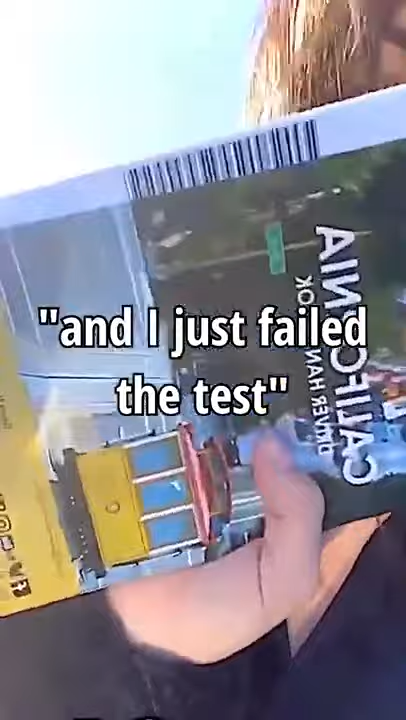 "and I just failed
the test"
CALIFORNIA
DRIVER HANDBOOK